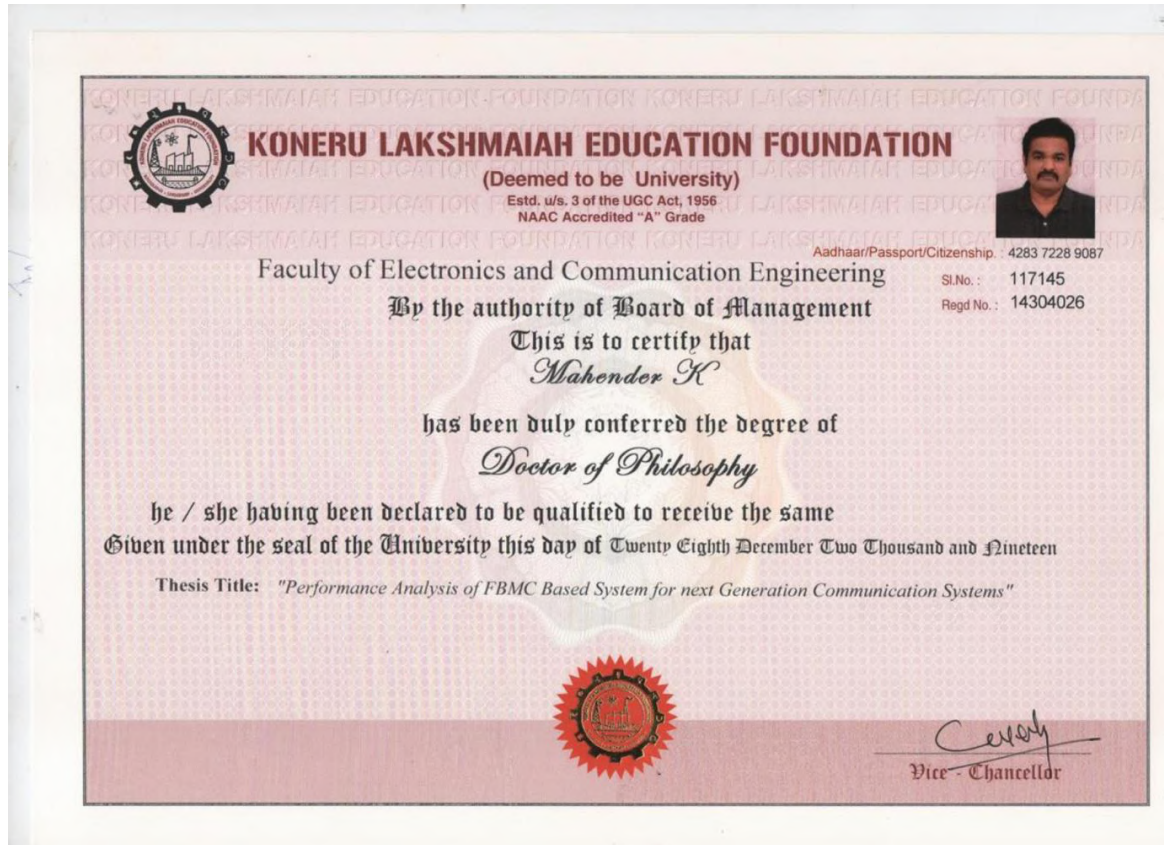 KONERU LAKSHMAIAH EDUCATION FOUNDATION
(Deemed to be University)
Estd. u/s. 3 of the UGC Act, 1956
NAAC Accredited "A" Grade
Aadhaar/Passport/Citizenship. : 4283 7228 9087
Faculty of Electronics and Communication Engineering
Sl.No. : 117145
Regd No. : 14304026
By the authority of Board of Management
This is to certify that
Mahender K
has been duly conferred the degree of
Doctor of Philosophy
he / she having been declared to be qualified to receive the same
Given under the seal of the University this day of Twenty Eighth December Two Thousand and Nineteen
Thesis Title: "Performance Analysis of FBMC Based System for next Generation Communication Systems"
Vice - Chancellor